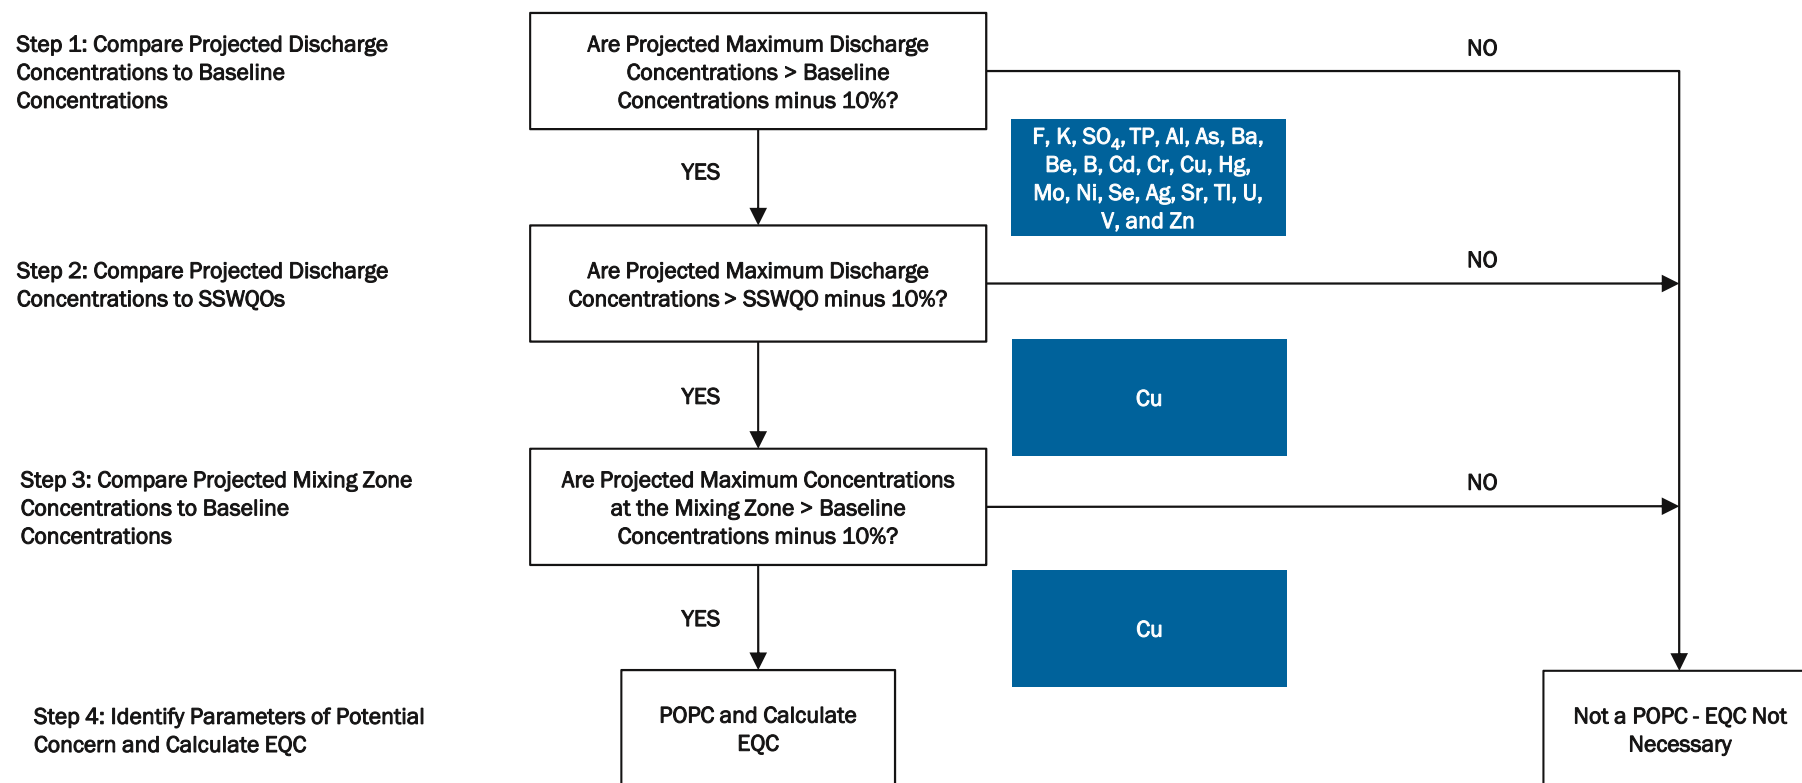 Step 1: Compare Projected Discharge
Concentrations to Baseline
Concentrations
Are Projected Maximum Discharge
Concentrations > Baseline
Concentrations minus 10%?
NO
YES
F, K, SO₄, TP, Al, As, Ba,
Be, B, Cd, Cr, Cu, Hg,
Mo, Ni, Se, Ag, Sr, Tl, U,
V, and Zn
Step 2: Compare Projected Discharge
Concentrations to SSWQOs
Are Projected Maximum Discharge
Concentrations > SSWQO minus 10%?
NO
YES
Cu
Step 3: Compare Projected Mixing Zone
Concentrations to Baseline
Concentrations
Are Projected Maximum Concentrations
at the Mixing Zone > Baseline
Concentrations minus 10%?
NO
YES
Cu
Step 4: Identify Parameters of Potential
Concern and Calculate EQC
POPC and Calculate
EQC
Not a POPC - EQC Not
Necessary